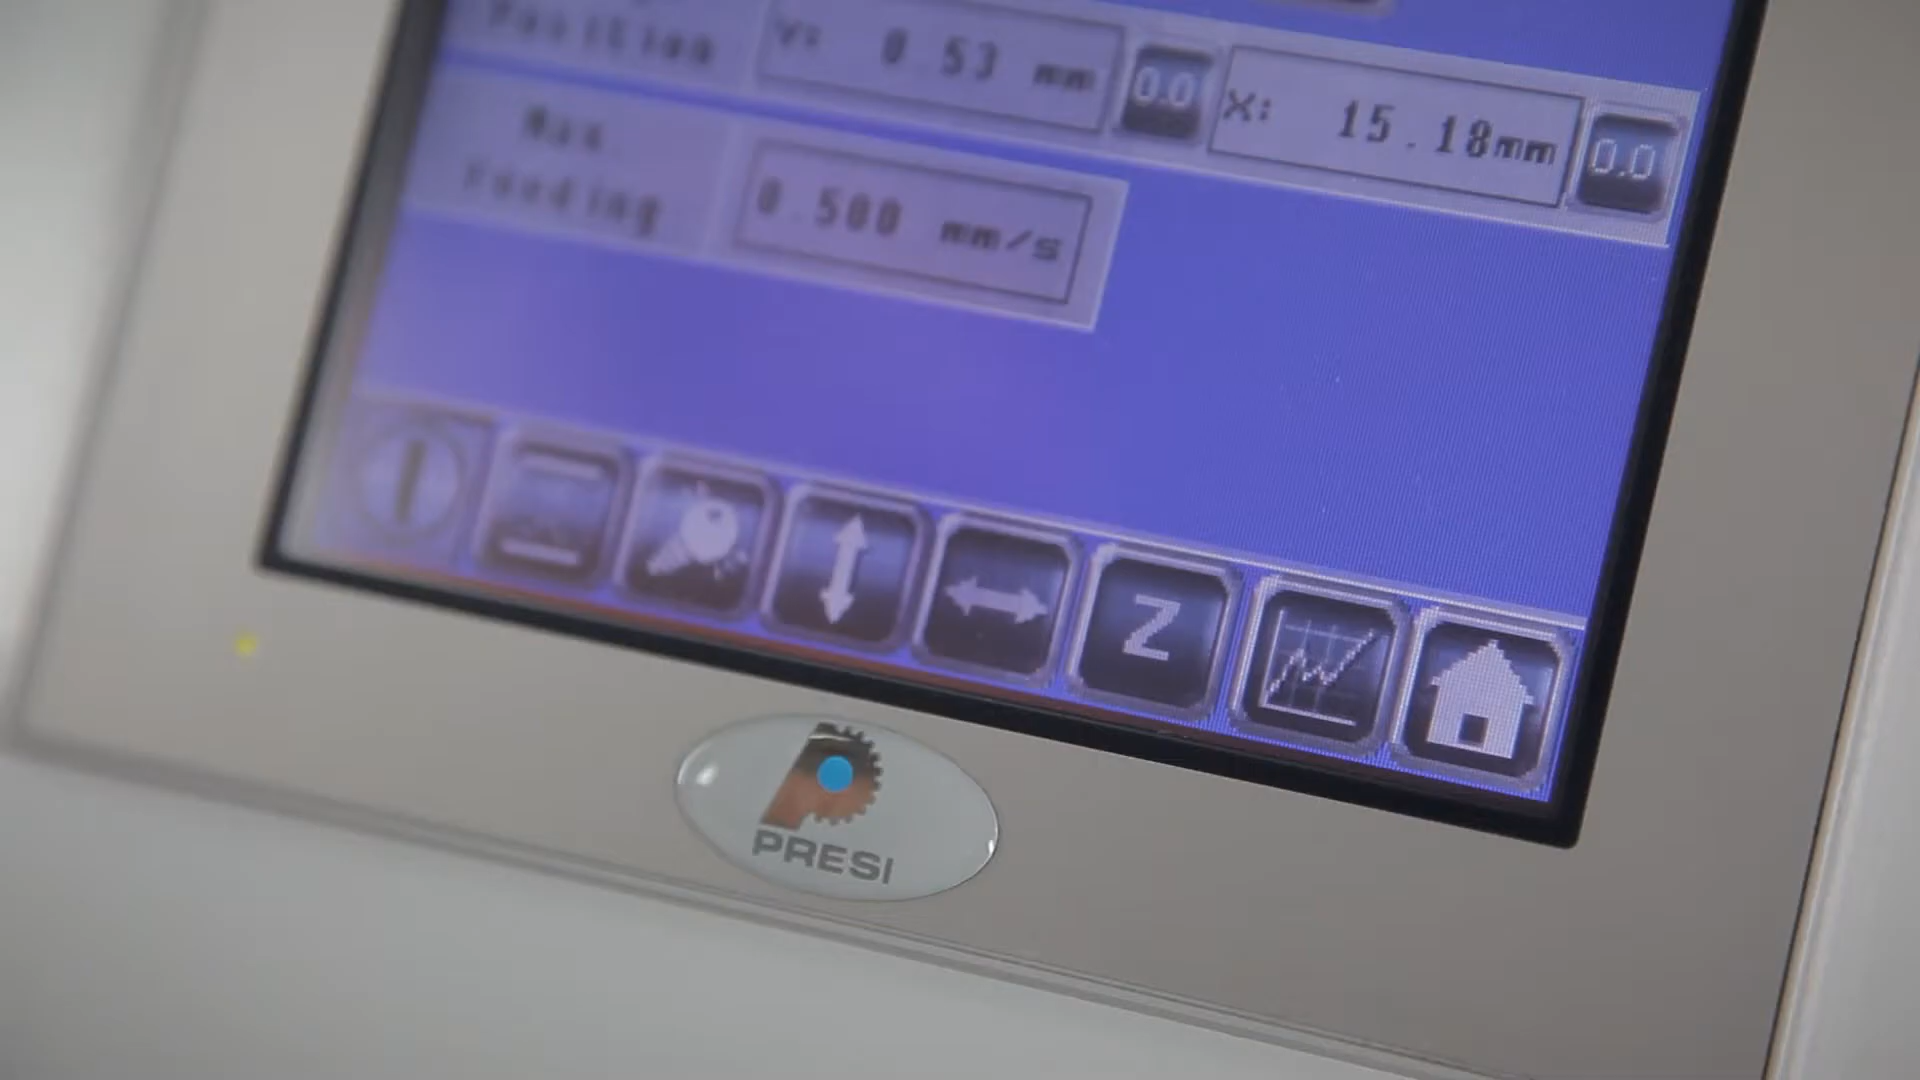 Position Y: 0.53 mm 0.0 X: 15.18mm 0.0
Max.
Feeding 0.500 mm/s
Z
PRESI